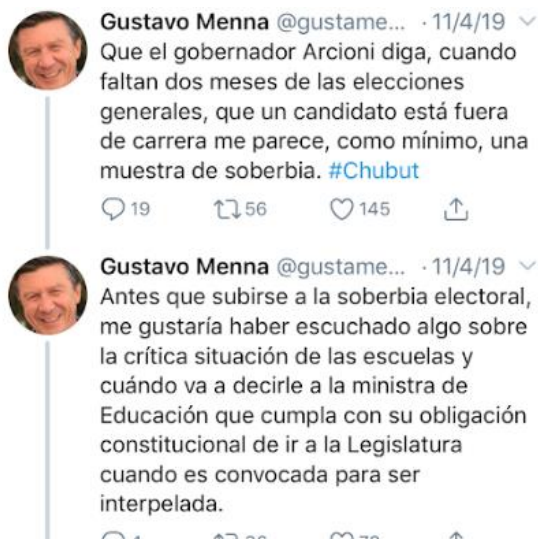 Gustavo Menna @gustame... · 11/4/19
Que el gobernador Arcioni diga, cuando
faltan dos meses de las elecciones
generales, que un candidato está fuera
de carrera me parece, como mínimo, una
muestra de soberbia. #Chubut
19 56 145
Gustavo Menna @gustame... · 11/4/19
Antes que subirse a la soberbia electoral,
me gustaría haber escuchado algo sobre
la crítica situación de las escuelas y
cuándo va a decirle a la ministra de
Educación que cumpla con su obligación
constitucional de ir a la Legislatura
cuando es convocada para ser
interpelada.